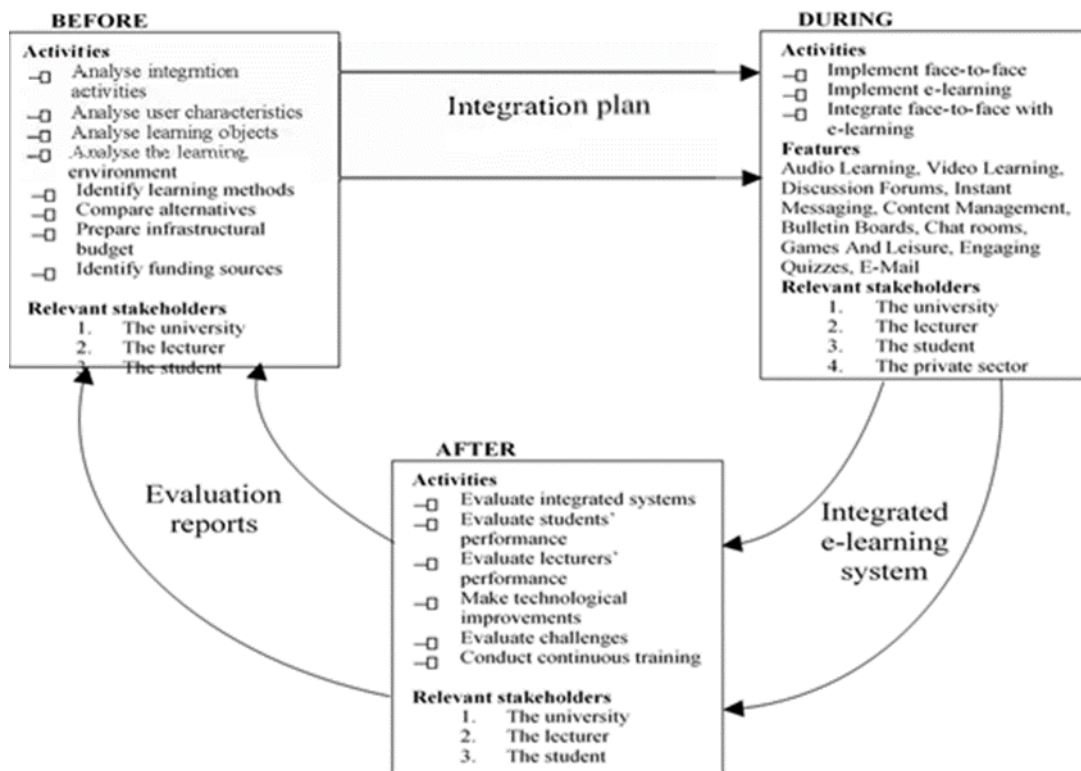 BEFORE
Activities
Analyse integration
activities
Analyse user characteristics
Analyse learning objects
Analyse the learning
environment
Identify learning methods
Compare alternatives
Prepare infrastructural
budget
Identify funding sources
Relevant stakeholders
1. The university
2. The lecturer
3. The student
Integration plan
DURING
Activities
Implement face-to-face
Implement e-learning
Integrate face-to-face with
e-learning
Features
Audio Learning, Video Learning,
Discussion Forums, Instant
Messaging, Content Management,
Bulletin Boards, Chat rooms,
Games And Leisure, Engaging
Quizzes, E-Mail
Relevant stakeholders
1. The university
2. The lecturer
3. The student
4. The private sector
Integrated
e-learning
system
AFTER
Activities
Evaluate integrated systems
Evaluate students’
performance
Evaluate lecturers’
performance
Make technological
improvements
Evaluate challenges
Conduct continuous training
Relevant stakeholders
1. The university
2. The lecturer
3. The student
Evaluation
reports